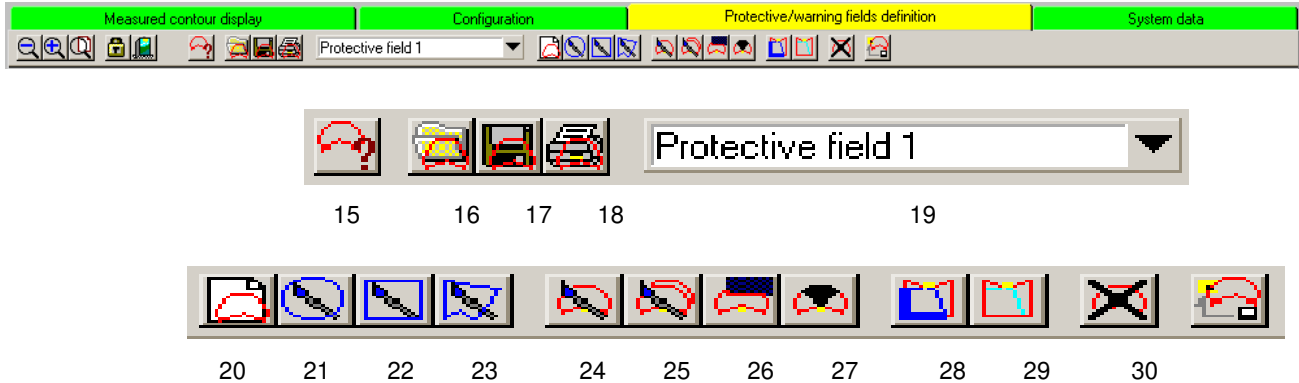 Measured contour display Configuration Protective/warning fields definition System data
Protective field 1
Protective field 1
15 16 17 18 19
20 21 22 23 24 25 26 27 28 29 30